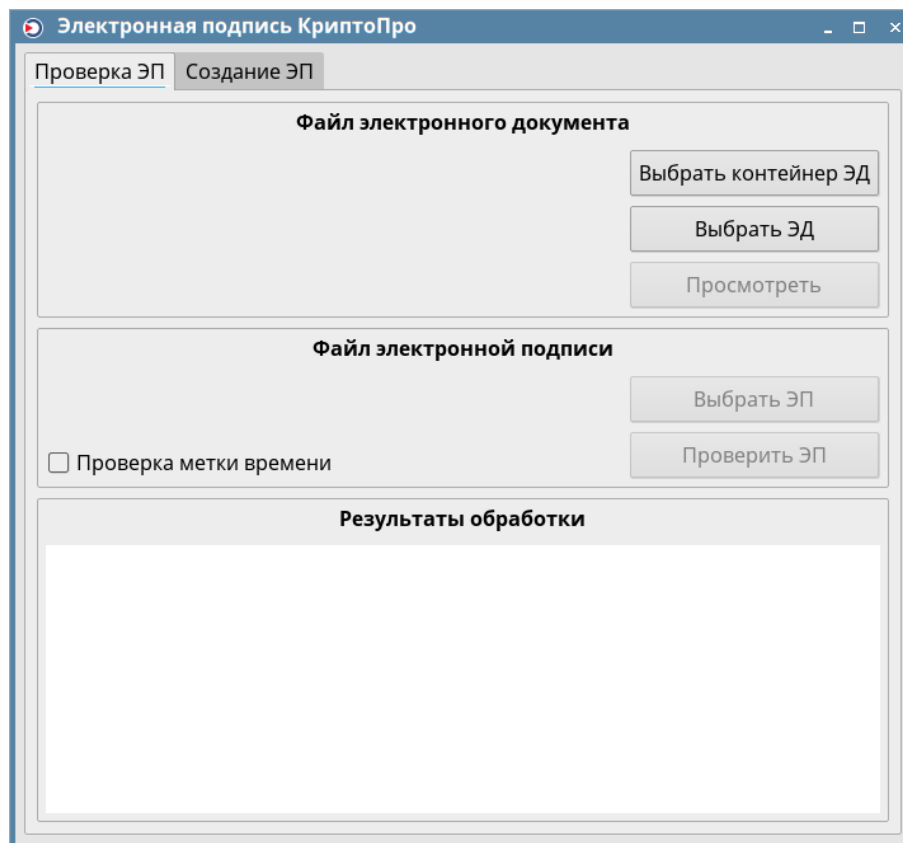 Электронная подпись КриптоПро
Проверка ЭП Создание ЭП
Файл электронного документа
Выбрать контейнер ЭД
Выбрать ЭД
Просмотреть
Файл электронной подписи
Выбрать ЭП
Проверка метки времени
Проверить ЭП
Результаты обработки